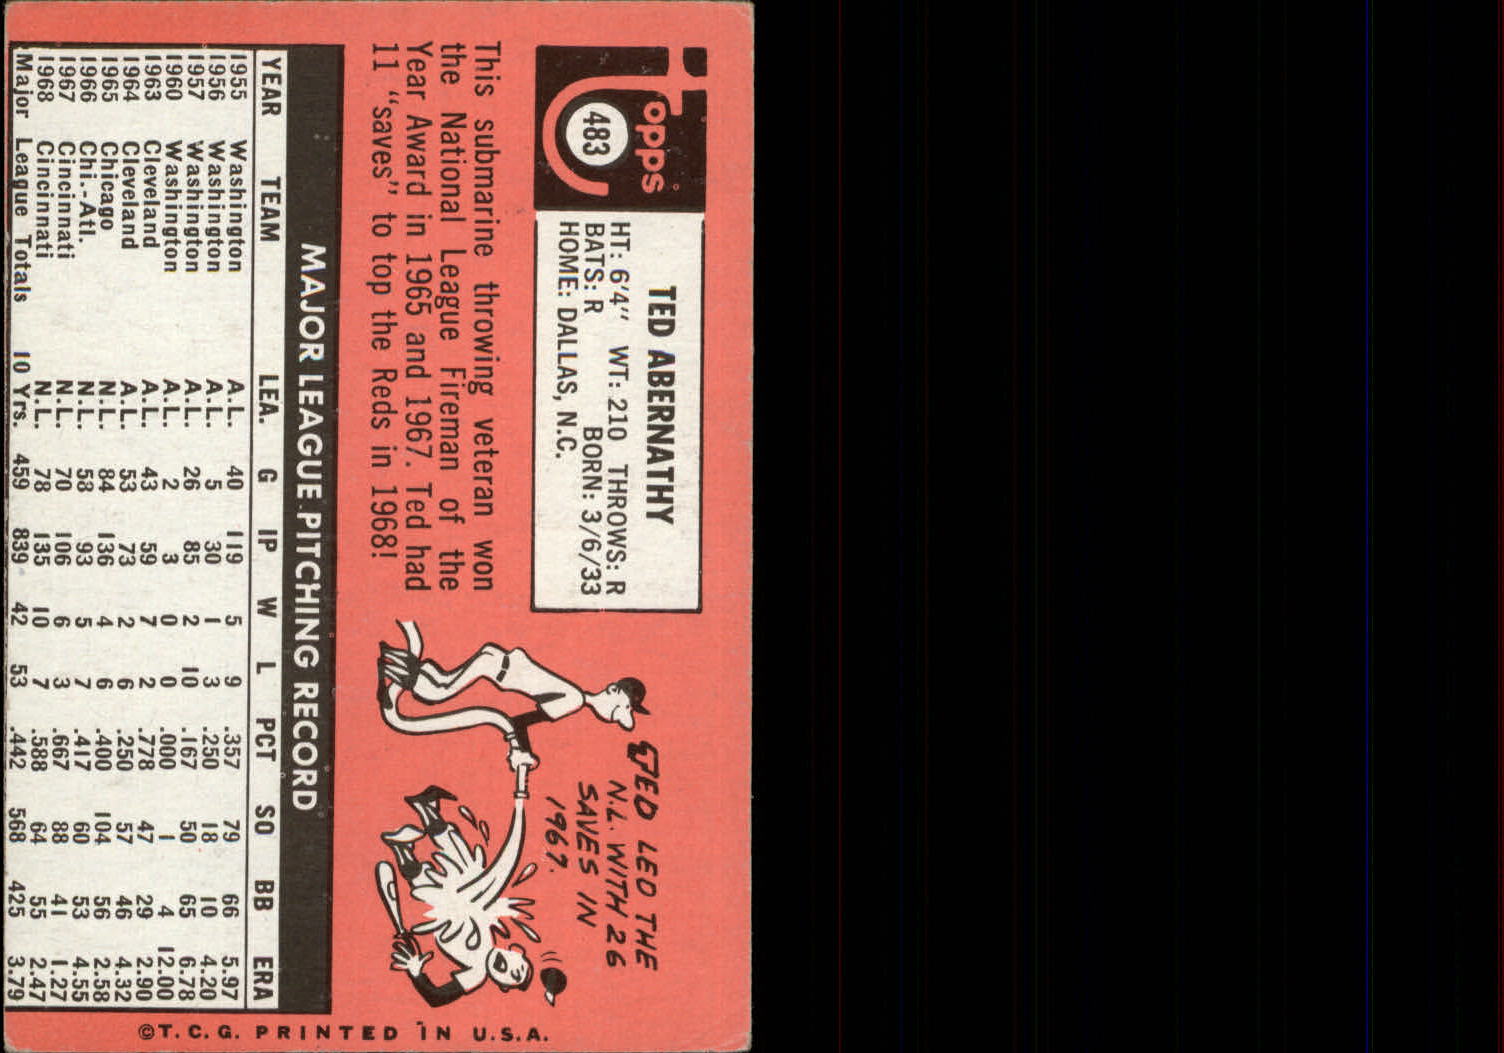 Topps
483
TED ABERNATHY
HT: 6'4" WT: 210 THROWS: R
BATS: R BORN: 3/6/33
HOME: DALLAS, N.C.
This submarine throwing veteran won
the National League Fireman of the
Year Award in 1965 and 1967. Ted had
11 "saves" to top the Reds in 1968!
TED LED THE
N.L. WITH 26
SAVES IN
1967.
MAJOR LEAGUE PITCHING RECORD
YEAR TEAM LEA. G IP W L PCT SO BB ERA
1955 Washington A.L. 40 119 5 9 .357 79 66 5.97
1956 Washington A.L. 5 30 1 3 .250 18 10 4.20
1957 Washington A.L. 26 85 2 10 .167 50 65 6.78
1960 Washington A.L. 2 3 0 0 .000 1 4 12.00
1963 Cleveland A.L. 43 59 7 2 .778 47 29 2.90
1964 Cleveland A.L. 53 73 2 6 .250 57 46 4.32
1965 Chicago N.L. 84 136 4 6 .400 104 56 2.58
1966 Chi.-Atl. N.L. 58 93 5 7 .417 60 53 4.55
1967 Cincinnati N.L. 70 106 6 3 .667 88 41 1.27
1968 Cincinnati N.L. 78 135 10 7 .588 64 55 2.47
Major League Totals 10 Yrs. 459 839 42 53 .442 568 425 3.79
©T.C.G. PRINTED IN U.S.A.